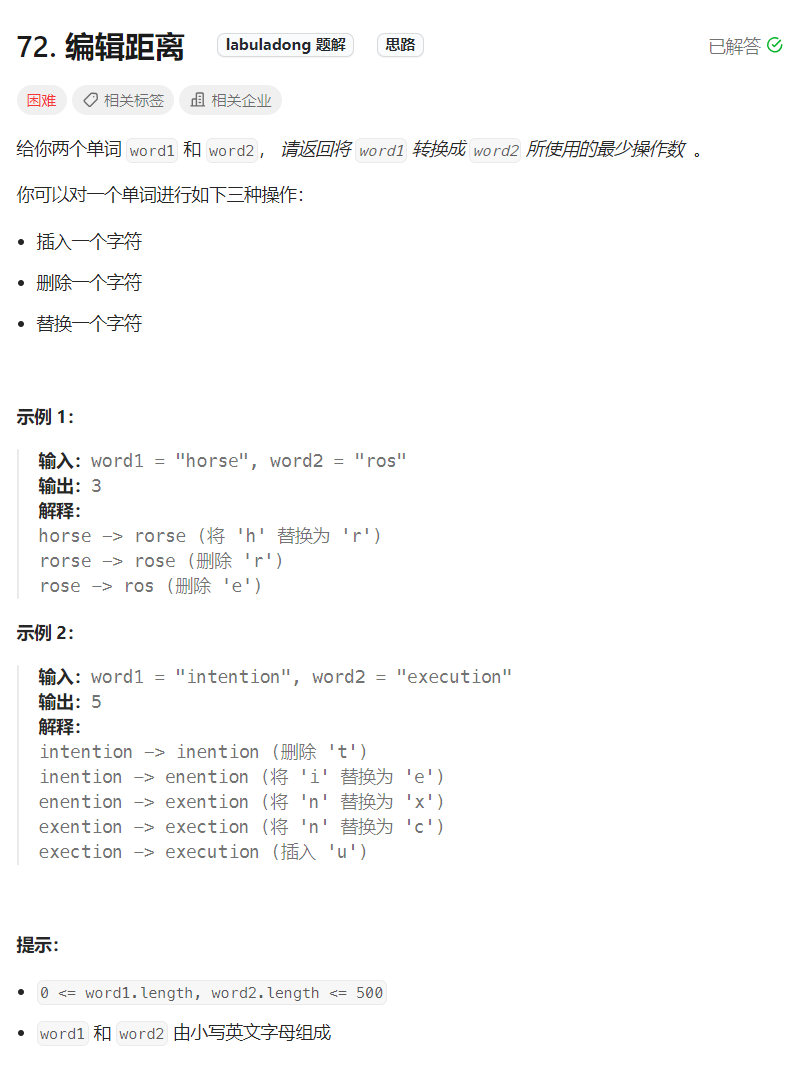 72. 编辑距离 labuladong 题解 思路 已解答
困难 相关标签 相关企业
给你两个单词 word1 和 word2， 请返回将 word1 转换成 word2 所使用的最少操作数 。
你可以对一个单词进行如下三种操作：
• 插入一个字符
• 删除一个字符
• 替换一个字符
示例 1：
输入：word1 = "horse", word2 = "ros"
输出：3
解释：
horse -> rorse (将 'h' 替换为 'r')
rorse -> rose (删除 'r')
rose -> ros (删除 'e')
示例 2：
输入：word1 = "intention", word2 = "execution"
输出：5
解释：
intention -> inention (删除 't')
inention -> enention (将 'i' 替换为 'e')
enention -> exention (将 'n' 替换为 'x')
exention -> exection (将 'n' 替换为 'c')
exection -> execution (插入 'u')
提示：
• 0 <= word1.length, word2.length <= 500
• word1 和 word2 由小写英文字母组成